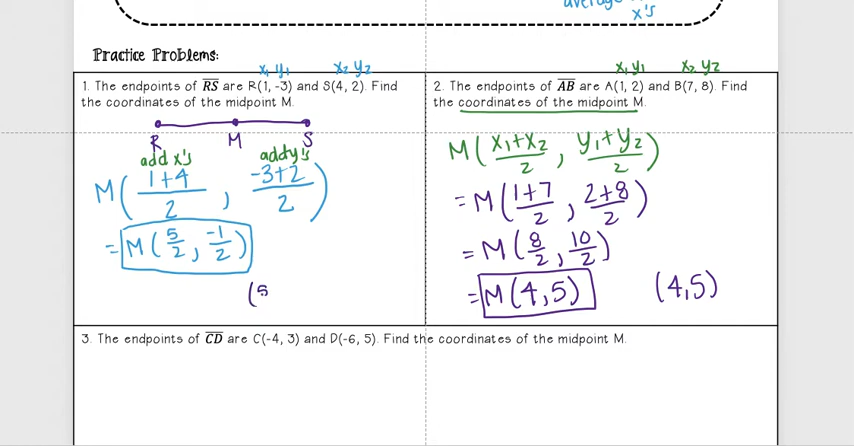 average
x's
Practice Problems:
x₁ y₁ x₂ y₂
1. The endpoints of RS are R(1, -3) and S(4, 2). Find
the coordinates of the midpoint M.
R M S
add x's add y's
M( (1+4)/2 , (-3+2)/2 )
= M( 5/2 , -1/2 )
(5
x₁ y₁ x₂ y₂
2. The endpoints of AB are A(1, 2) and B(7, 8). Find
the coordinates of the midpoint M.
M( (x₁+x₂)/2 , (y₁+y₂)/2 )
= M( (1+7)/2 , (2+8)/2 )
= M( 8/2 , 10/2 )
= M(4,5) (4,5)
3. The endpoints of CD are C(-4, 3) and D(-6, 5). Find the coordinates of the midpoint M.